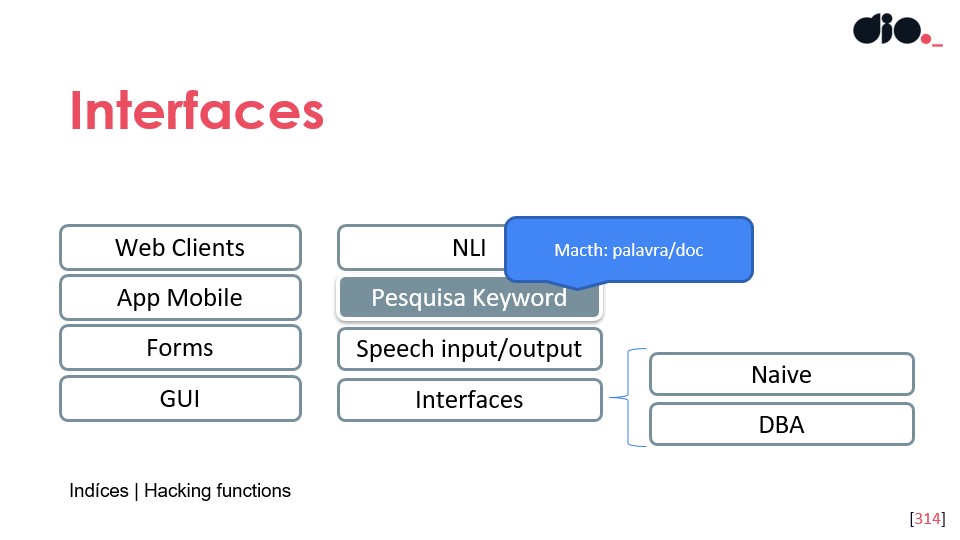 dio._
Interfaces
Web Clients
App Mobile
Forms
GUI
NLI
Macth: palavra/doc
Pesquisa Keyword
Speech input/output
Interfaces
Naive
DBA
Indíces | Hacking functions
[314]